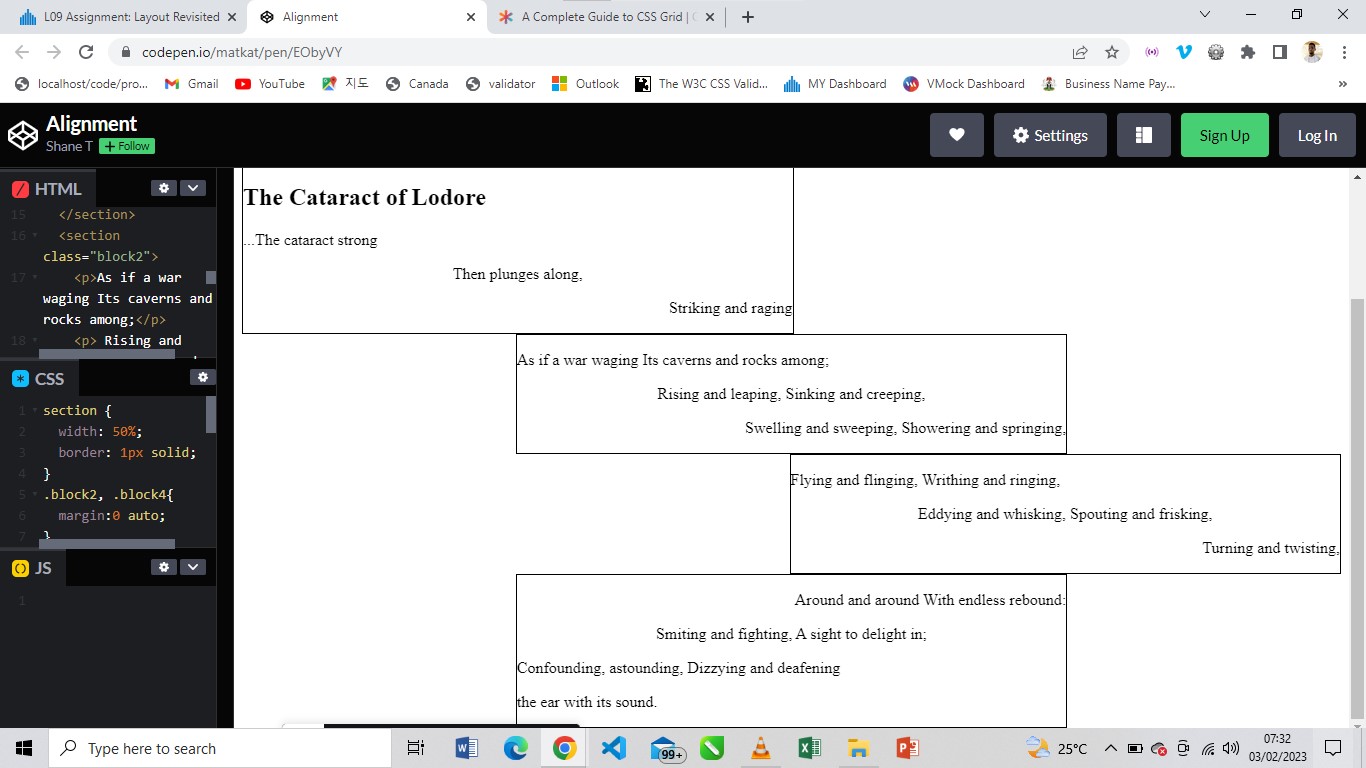 L09 Assignment: Layout Revisited
Alignment
A Complete Guide to CSS Grid | 
codepen.io/matkat/pen/EObyVY
localhost/code/pro...
Gmail
YouTube
지도
Canada
validator
Outlook
The W3C CSS Valid...
MY Dashboard
VMock Dashboard
Business Name Pay...
»
Alignment
Shane T
+ Follow
Settings
Sign Up
Log In
HTML
15 </section>
16 <section
class="block2">
17 <p>As if a war
waging Its caverns and
rocks among;</p>
18 <p> Rising and
CSS
1 section {
2 width: 50%;
3 border: 1px solid;
4 }
5 .block2, .block4{
6 margin:0 auto;
7 }
JS
1
The Cataract of Lodore
...The cataract strong
Then plunges along,
Striking and raging
As if a war waging Its caverns and rocks among;
Rising and leaping, Sinking and creeping,
Swelling and sweeping, Showering and springing,
Flying and flinging, Writhing and ringing,
Eddying and whisking, Spouting and frisking,
Turning and twisting,
Around and around With endless rebound:
Smiting and fighting, A sight to delight in;
Confounding, astounding, Dizzying and deafening
the ear with its sound.
Type here to search
99+
25°C
07:32
03/02/2023